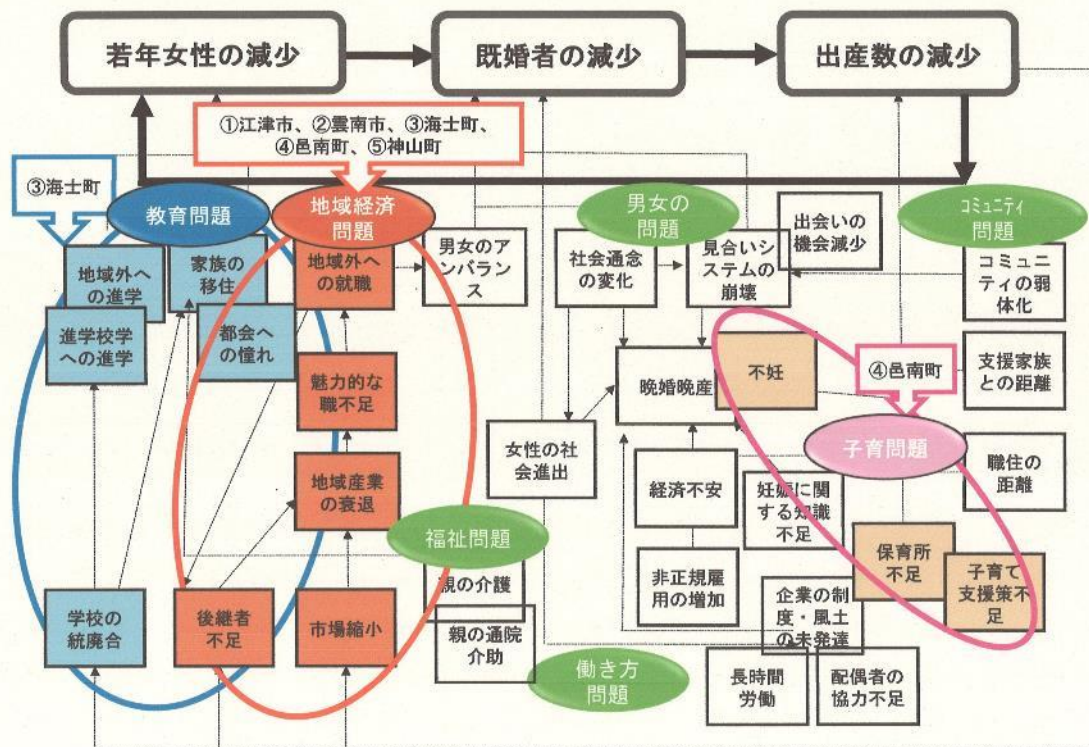 若年女性の減少
既婚者の減少
出産数の減少
①江津市、②雲南市、③海士町、
④邑南町、⑤神山町
③海士町
教育問題
地域経済
問題
男女の
問題
出会いの
機会減少
コミュニティ
問題
地域外へ
の進学
家族の
移住
地域外へ
の就職
男女のア
ンバラン
ス
社会通念
の変化
見合いシ
ステムの
崩壊
コミュニ
ティの弱
体化
進学校学
への進学
都会へ
の憧れ
魅力的な
職不足
晩婚晩産
不妊
④邑南町
支援家族
との距離
女性の社
会進出
子育問題
地域産業
の衰退
経済不安
妊娠に関
する知識
不足
職住の
距離
福祉問題
親の介護
保育所
不足
子育て
支援策不
足
学校の
統廃合
後継者
不足
市場縮小
親の通院
介助
非正規雇
用の増加
企業の制
度・風土
の未発達
働き方
問題
長時間
労働
配偶者の
協力不足